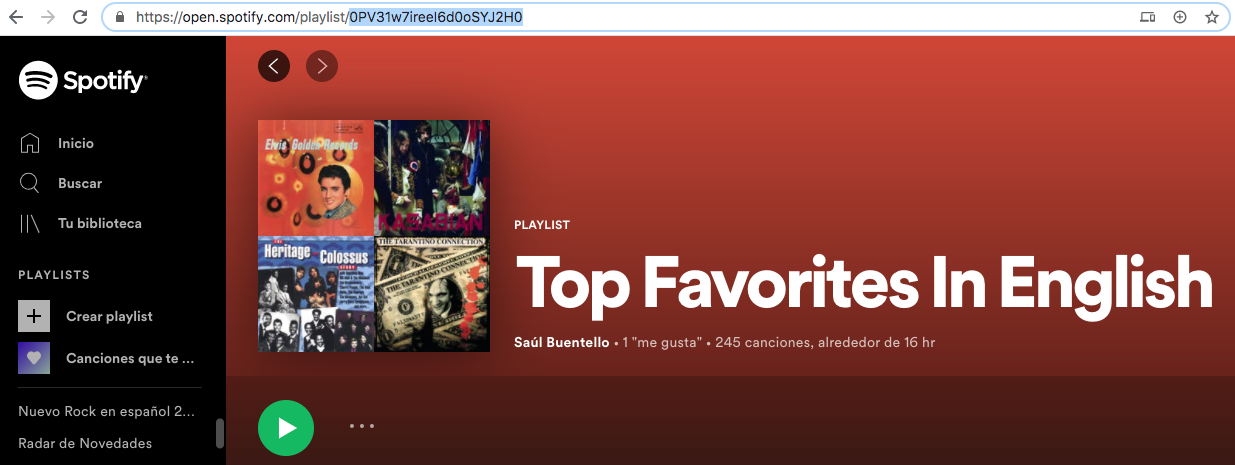 https://open.spotify.com/playlist/0PV31w7ireel6d0oSYJ2H0
Spotify®
Inicio
Buscar
Tu biblioteca
PLAYLISTS
Crear playlist
Canciones que te ...
Nuevo Rock en español 2...
Radar de Novedades
Elvis' Golden Records
KASABIAN
THE Heritage Colossus
STORY
THE TARANTINO CONNECTION
PLAYLIST
Top Favorites In English
Saúl Buentello • 1 "me gusta" • 245 canciones, alrededor de 16 hr